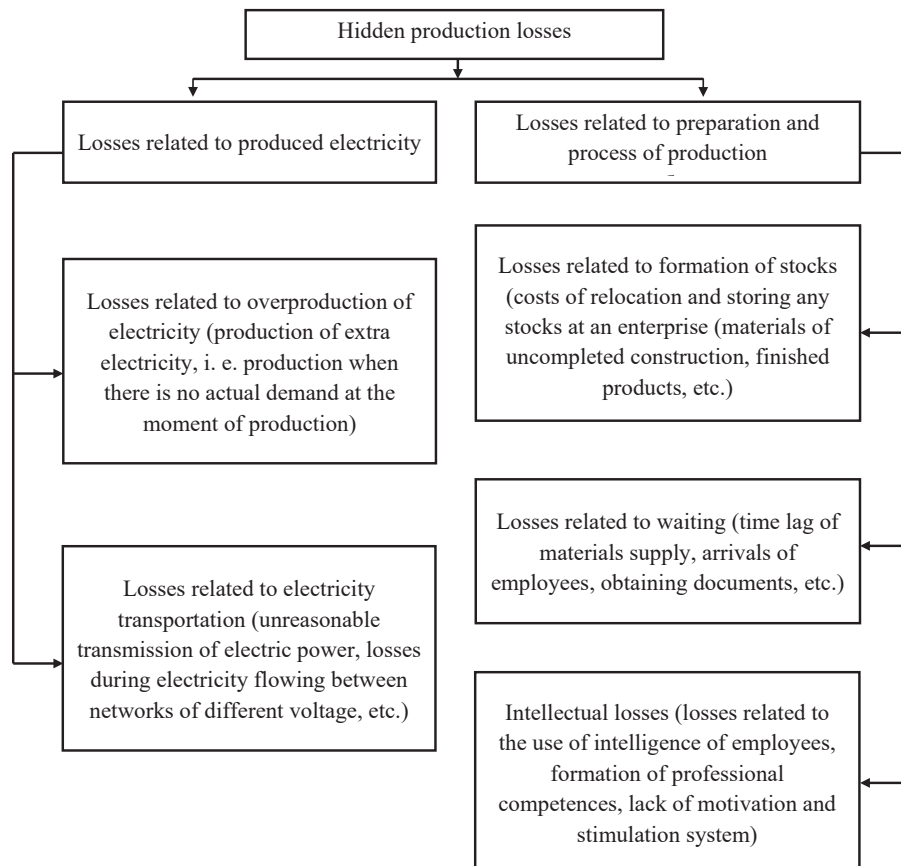 Hidden production losses
Losses related to produced electricity
Losses related to preparation and
process of production
Losses related to overproduction of
electricity (production of extra
electricity, i. e. production when
there is no actual demand at the
moment of production)
Losses related to electricity
transportation (unreasonable
transmission of electric power, losses
during electricity flowing between
networks of different voltage, etc.)
Losses related to formation of stocks
(costs of relocation and storing any
stocks at an enterprise (materials of
uncompleted construction, finished
products, etc.)
Losses related to waiting (time lag of
materials supply, arrivals of
employees, obtaining documents, etc.)
Intellectual losses (losses related to
the use of intelligence of employees,
formation of professional
competences, lack of motivation and
stimulation system)